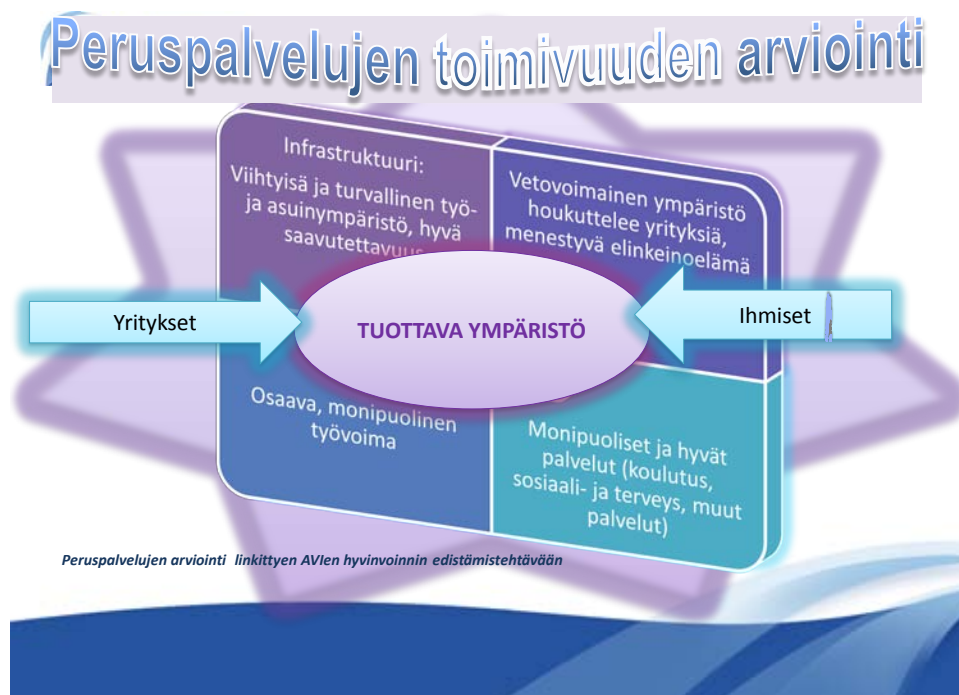 Peruspalvelujen toimivuuden arviointi
Infrastruktuuri:
Viihtyisä ja turvallinen työ-
ja asuinympäristö, hyvä
saavutettavuus
Vetovoimainen ympäristö
houkuttelee yrityksiä,
menestyvä elinkeinoelämä
Yritykset
TUOTTAVA YMPÄRISTÖ
Ihmiset
Osaava, monipuolinen
työvoima
Monipuoliset ja hyvät
palvelut (koulutus,
sosiaali- ja terveys, muut
palvelut)
Peruspalvelujen arviointi linkittyen AVIen hyvinvoinnin edistämistehtävään